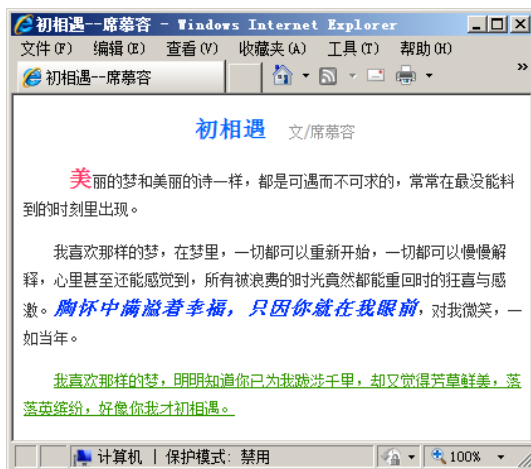 初相遇--席慕容 - Windows Internet Explorer
文件(F) 编辑(E) 查看(V) 收藏夹(A) 工具(T) 帮助(H)
初相遇--席慕容
»
初相遇 文/席慕容
美丽的梦和美丽的诗一样，都是可遇而不可求的，常常在最没能料
到的时刻里出现。
我喜欢那样的梦，在梦里，一切都可以重新开始，一切都可以慢慢解
释，心里甚至还能感觉到，所有被浪费的时光竟然都能重回时的狂喜与感
激。胸怀中满溢着幸福，只因你就在我眼前，对我微笑，一
如当年。
我喜欢那样的梦，明明知道你已为我跋涉千里，却又觉得芳草鲜美，落
落英缤纷，好像你我才初相遇。
计算机 | 保护模式: 禁用 100%